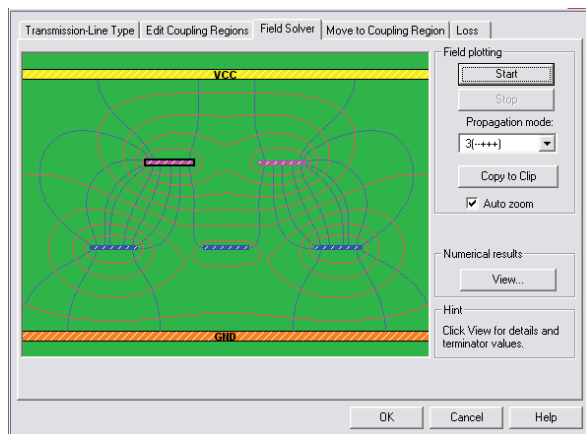 Transmission-Line Type
Edit Coupling Regions
Field Solver
Move to Coupling Region
Loss
VCC
GND
Field plotting
Start
Stop
Propagation mode:
3(--+++)
Copy to Clip
Auto zoom
Numerical results
View...
Hint
Click View for details and
terminator values.
OK
Cancel
Help